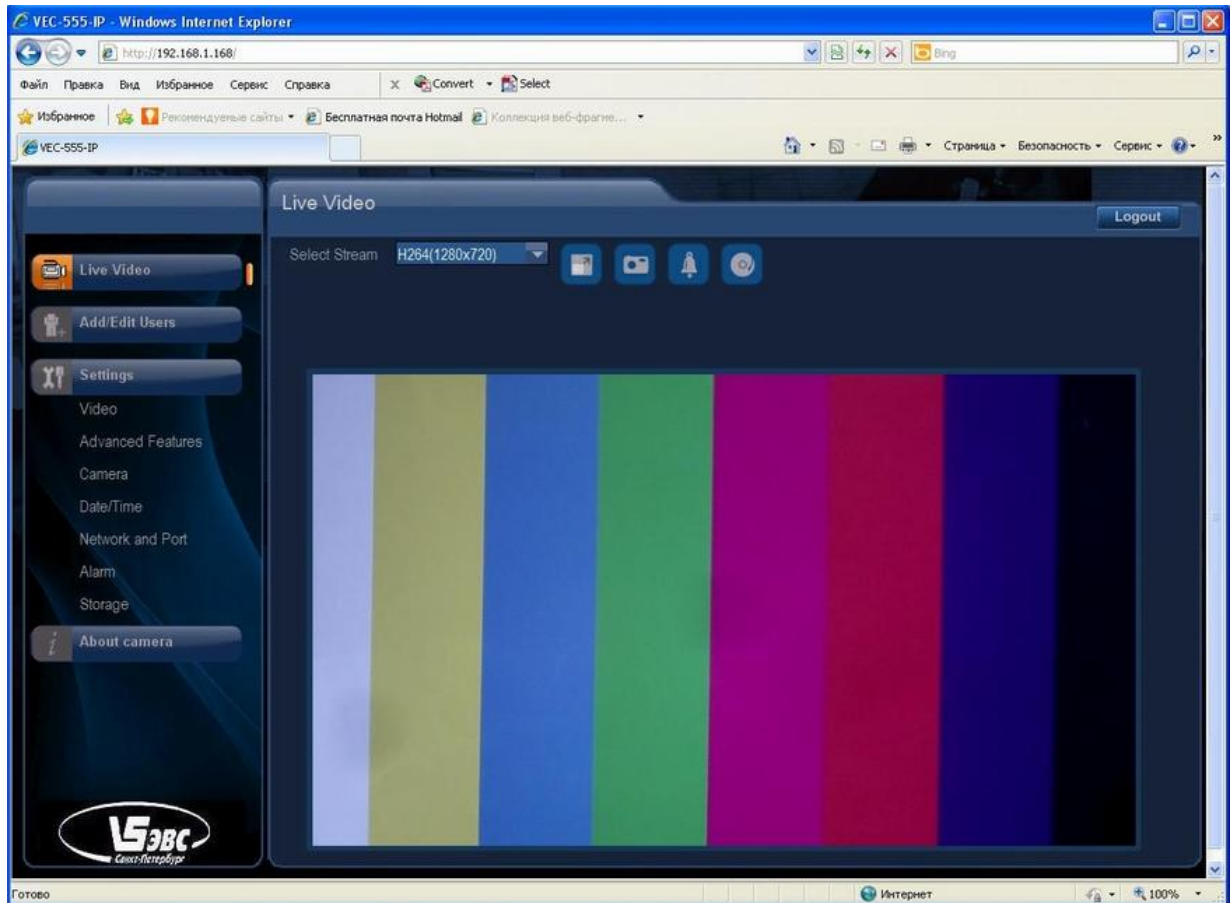 VEC-555-IP - Windows Internet Explorer
http://192.168.1.168/
Bing
Файл Правка Вид Избранное Сервис Справка x Convert Select
Избранное Рекомендуемые сайты Бесплатная почта Hotmail Коллекция веб-фрагме...
VEC-555-IP
Страница Безопасность Сервис »
Live Video
Logout
Select Stream H264(1280x720)
Live Video
Add/Edit Users
Settings
Video
Advanced Features
Camera
Date/Time
Network and Port
Alarm
Storage
About camera
ЭВС
Санкт-Петербург
Готово Интернет 100%